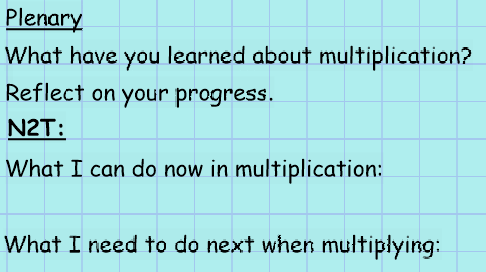 Plenary
What have you learned about multiplication?
Reflect on your progress.
N2T:
What I can do now in multiplication:
What I need to do next when multiplying: